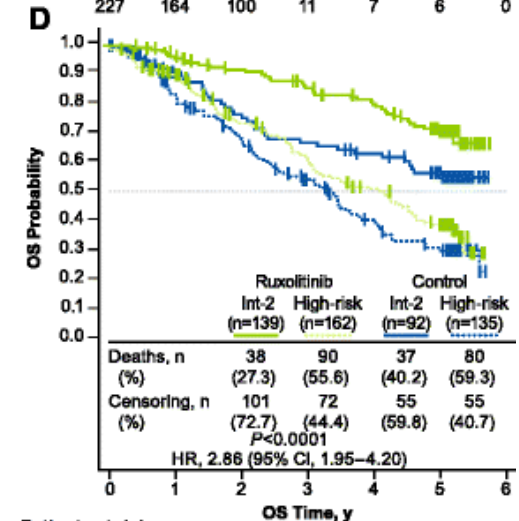 227 164 100 11 7 6 0
D
1.0
0.9
0.8
0.7
0.6
0.5
0.4
0.3
0.2
0.1
0.0
OS Probability
Ruxolitinib Control
Int-2 High-risk Int-2 High-risk
(n=139) (n=162) (n=92) (n=135)
Deaths, n 38 90 37 80
(%) (27.3) (55.6) (40.2) (59.3)
Censoring, n 101 72 55 55
(%) (72.7) (44.4) (59.8) (40.7)
P<0.0001
HR, 2.86 (95% CI, 1.95–4.20)
0 1 2 3 4 5 6
OS Time, y